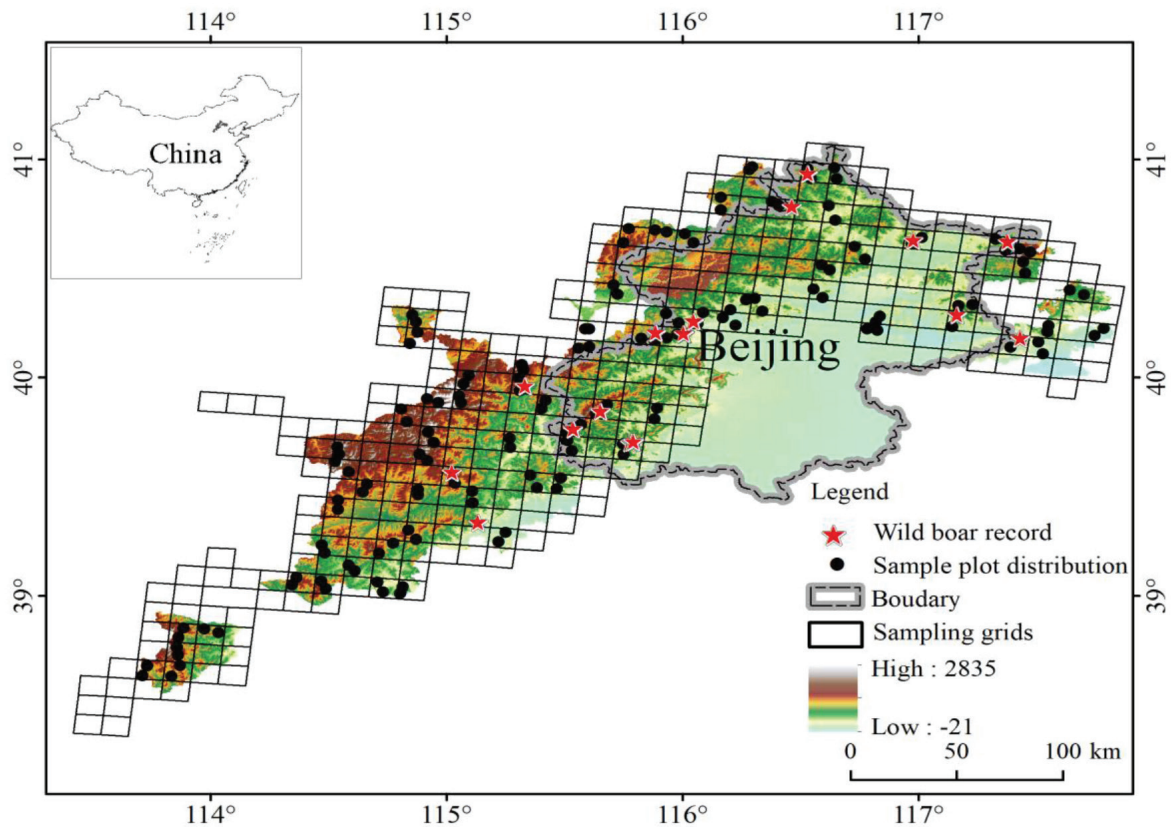 114° 115° 116° 117°
China
41° 41°
Beijing
40° 40°
Legend
Wild boar record
Sample plot distribution
39° 39°
Boudary
Sampling grids
High : 2835
Low : -21
0 50 100 km
114° 115° 116° 117°